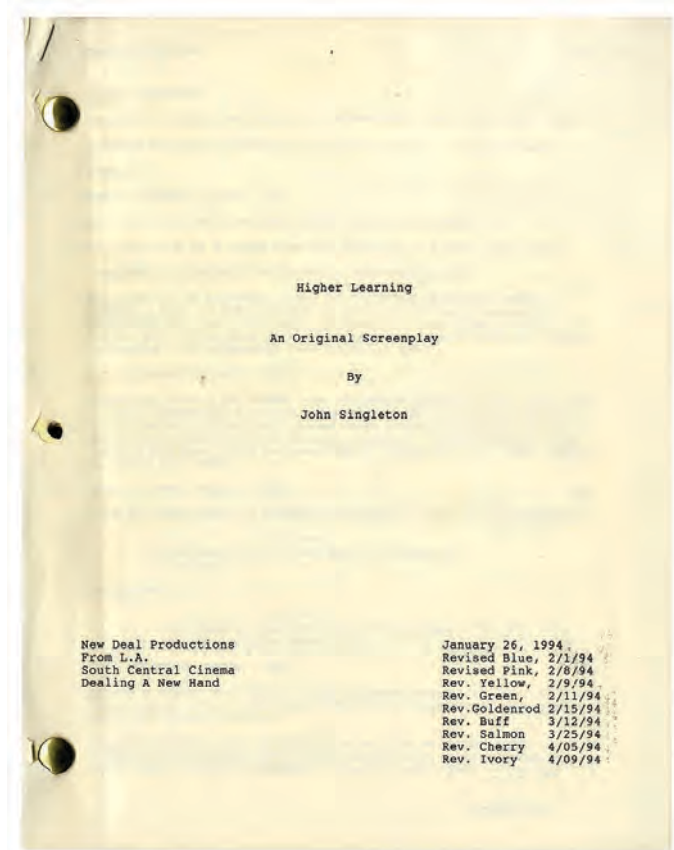 Higher Learning
An Original Screenplay
By
John Singleton
New Deal Productions
From L.A.
South Central Cinema
Dealing A New Hand
January 26, 1994
Revised Blue, 2/1/94
Revised Pink, 2/8/94
Rev. Yellow, 2/9/94
Rev. Green, 2/11/94
Rev.Goldenrod 2/15/94
Rev. Buff 3/12/94
Rev. Salmon 3/25/94
Rev. Cherry 4/05/94
Rev. Ivory 4/09/94